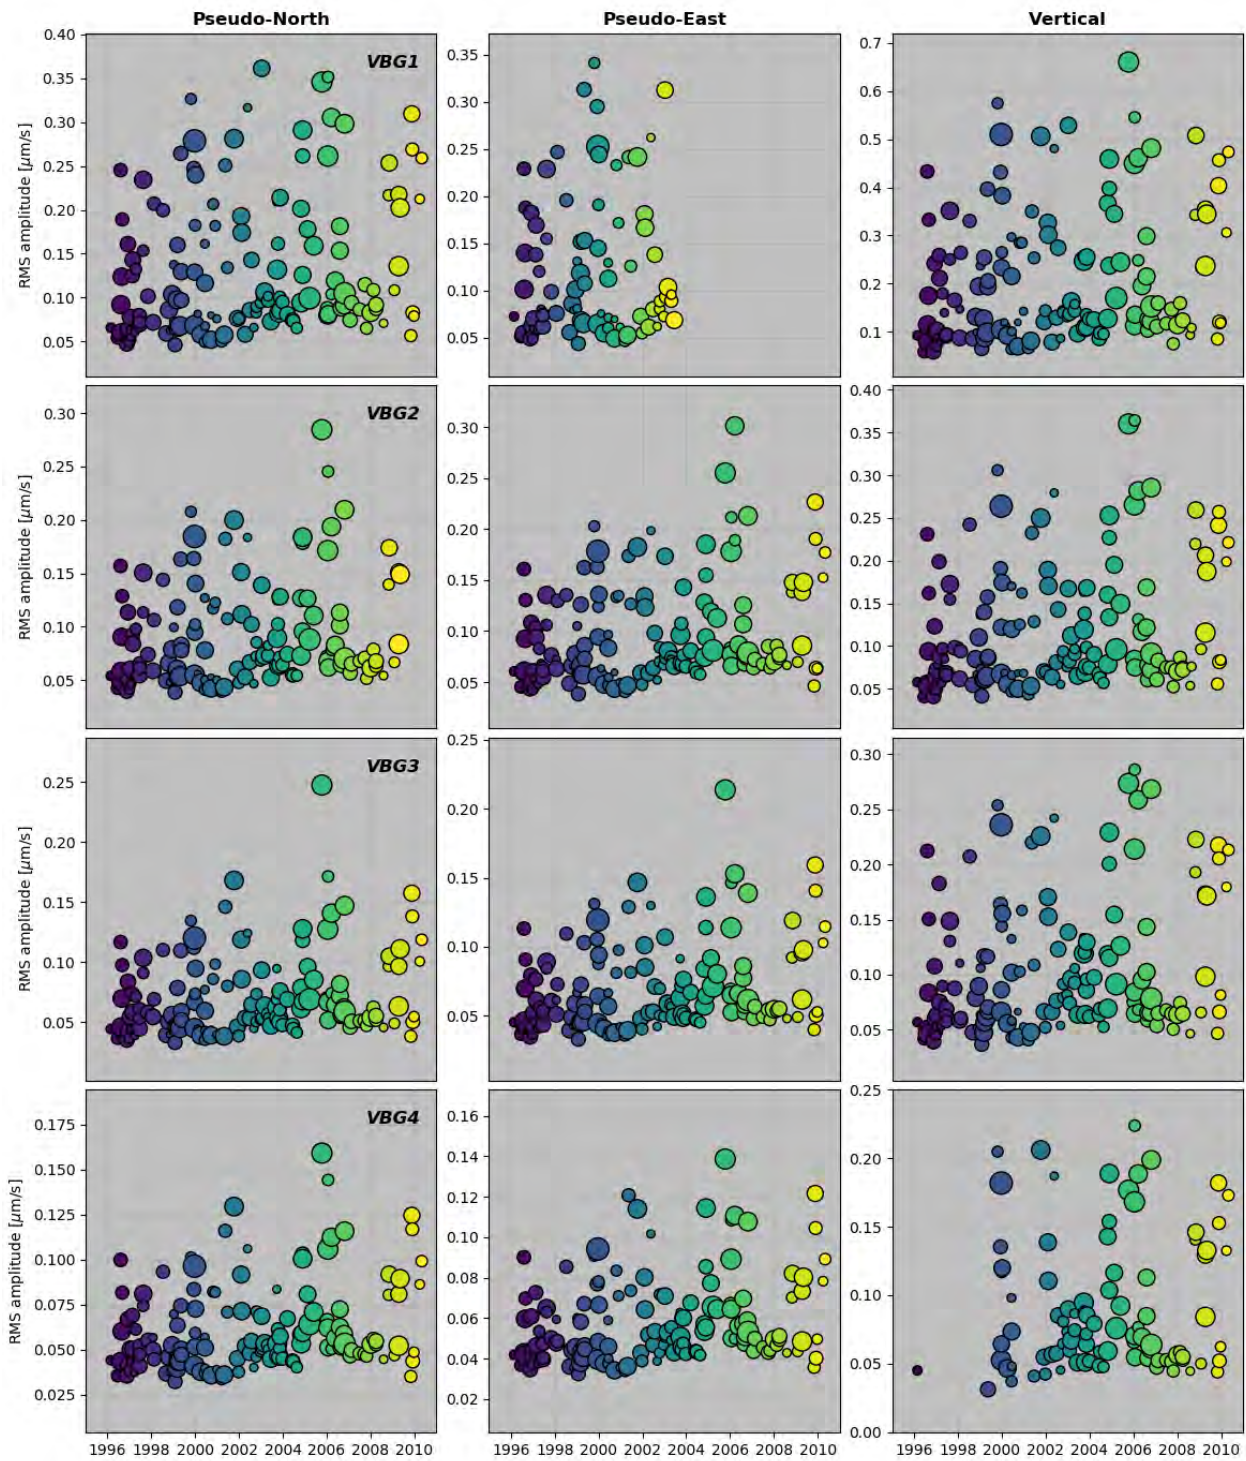 Pseudo-North Pseudo-East Vertical
VBG1
RMS amplitude [μm/s]
0.40 0.35 0.30 0.25 0.20 0.15 0.10 0.05
0.35 0.30 0.25 0.20 0.15 0.10 0.05
0.7 0.6 0.5 0.4 0.3 0.2 0.1
VBG2
RMS amplitude [μm/s]
0.30 0.25 0.20 0.15 0.10 0.05
0.30 0.25 0.20 0.15 0.10 0.05
0.40 0.35 0.30 0.25 0.20 0.15 0.10 0.05
VBG3
RMS amplitude [μm/s]
0.25 0.20 0.15 0.10 0.05
0.25 0.20 0.15 0.10 0.05
0.30 0.25 0.20 0.15 0.10 0.05
VBG4
RMS amplitude [μm/s]
0.175 0.150 0.125 0.100 0.075 0.050 0.025
0.16 0.14 0.12 0.10 0.08 0.06 0.04 0.02
0.25 0.20 0.15 0.10 0.05 0.00
1996 1998 2000 2002 2004 2006 2008 2010
1996 1998 2000 2002 2004 2006 2008 2010
1996 1998 2000 2002 2004 2006 2008 2010